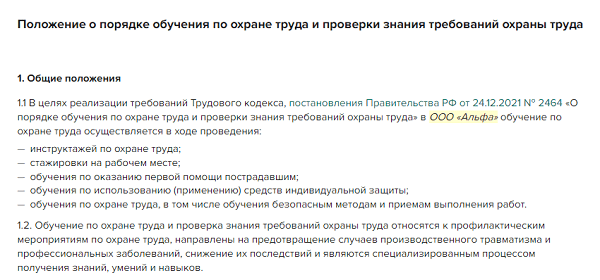 Положение о порядке обучения по охране труда и проверки знания требований охраны труда
1. Общие положения
1.1 В целях реализации требований Трудового кодекса, постановления Правительства РФ от 24.12.2021 № 2464 «О
порядке обучения по охране труда и проверки знания требований охраны труда» в ООО «Альфа» обучение по
охране труда осуществляется в ходе проведения:
— инструктажей по охране труда;
— стажировки на рабочем месте;
— обучения по оказанию первой помощи пострадавшим;
— обучения по использованию (применению) средств индивидуальной защиты;
— обучения по охране труда, в том числе обучения безопасным методам и приемам выполнения работ.
1.2. Обучение по охране труда и проверка знания требований охраны труда относятся к профилактическим
мероприятиям по охране труда, направлены на предотвращение случаев производственного травматизма и
профессиональных заболеваний, снижение их последствий и являются специализированным процессом
получения знаний, умений и навыков.